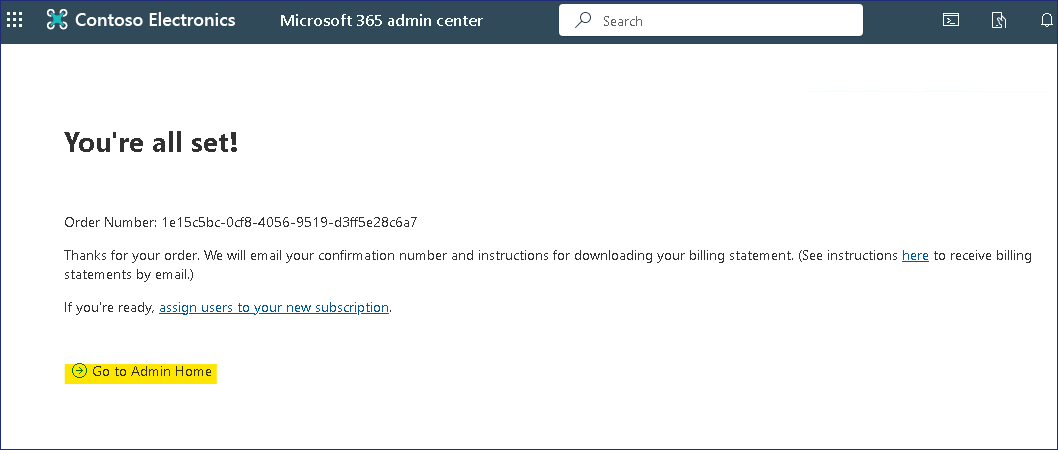 Contoso Electronics Microsoft 365 admin center Search
You're all set!
Order Number: 1e15c5bc-0cf8-4056-9519-d3ff5e28c6a7
Thanks for your order. We will email your confirmation number and instructions for downloading your billing statement. (See instructions here to receive billing
statements by email.)
If you're ready, assign users to your new subscription.
Go to Admin Home